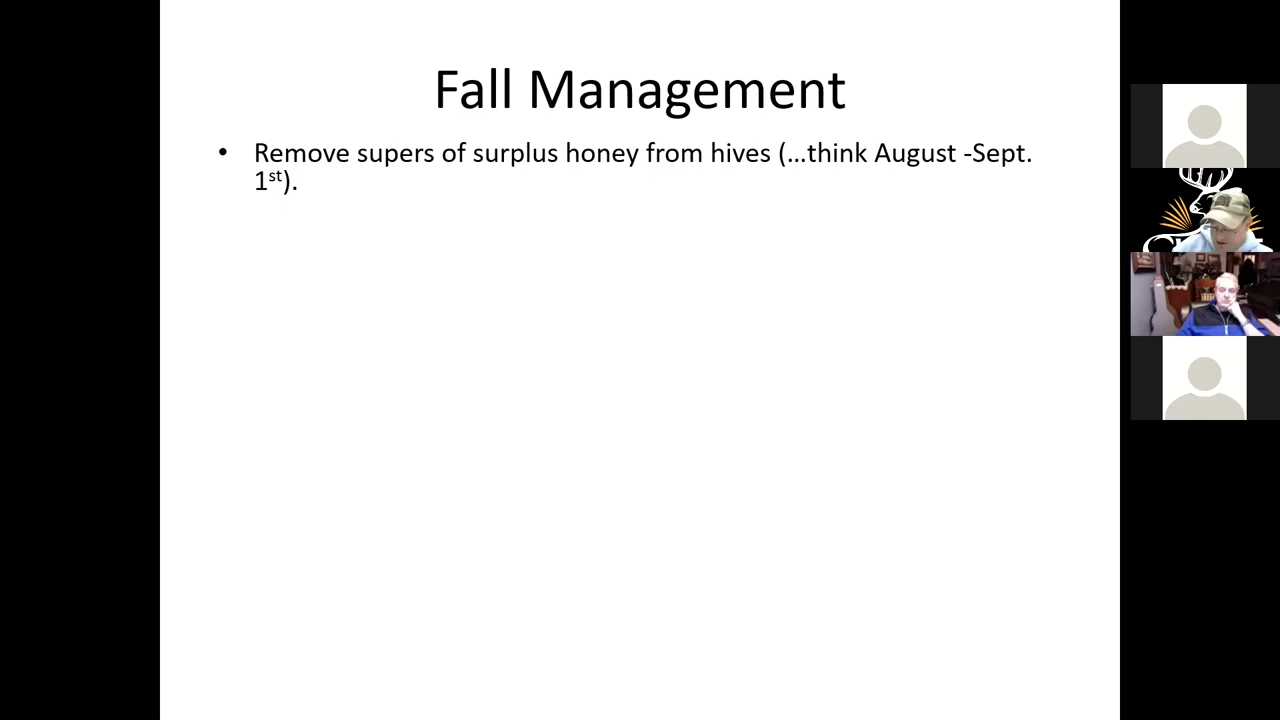 Fall Management
• Remove supers of surplus honey from hives (…think August -Sept.
1st).